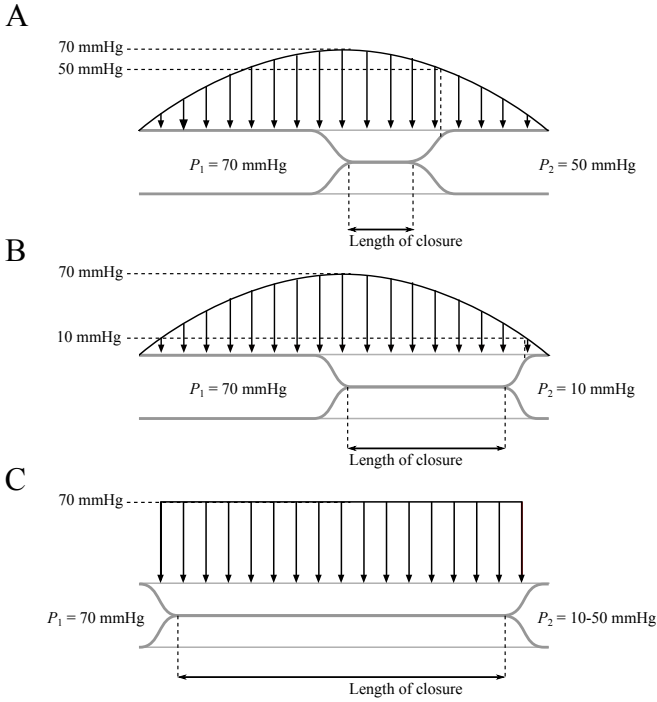 A
70 mmHg
50 mmHg
P1 = 70 mmHg
P2 = 50 mmHg
Length of closure
B
70 mmHg
10 mmHg
P1 = 70 mmHg
P2 = 10 mmHg
Length of closure
C
70 mmHg
P1 = 70 mmHg
P2 = 10-50 mmHg
Length of closure